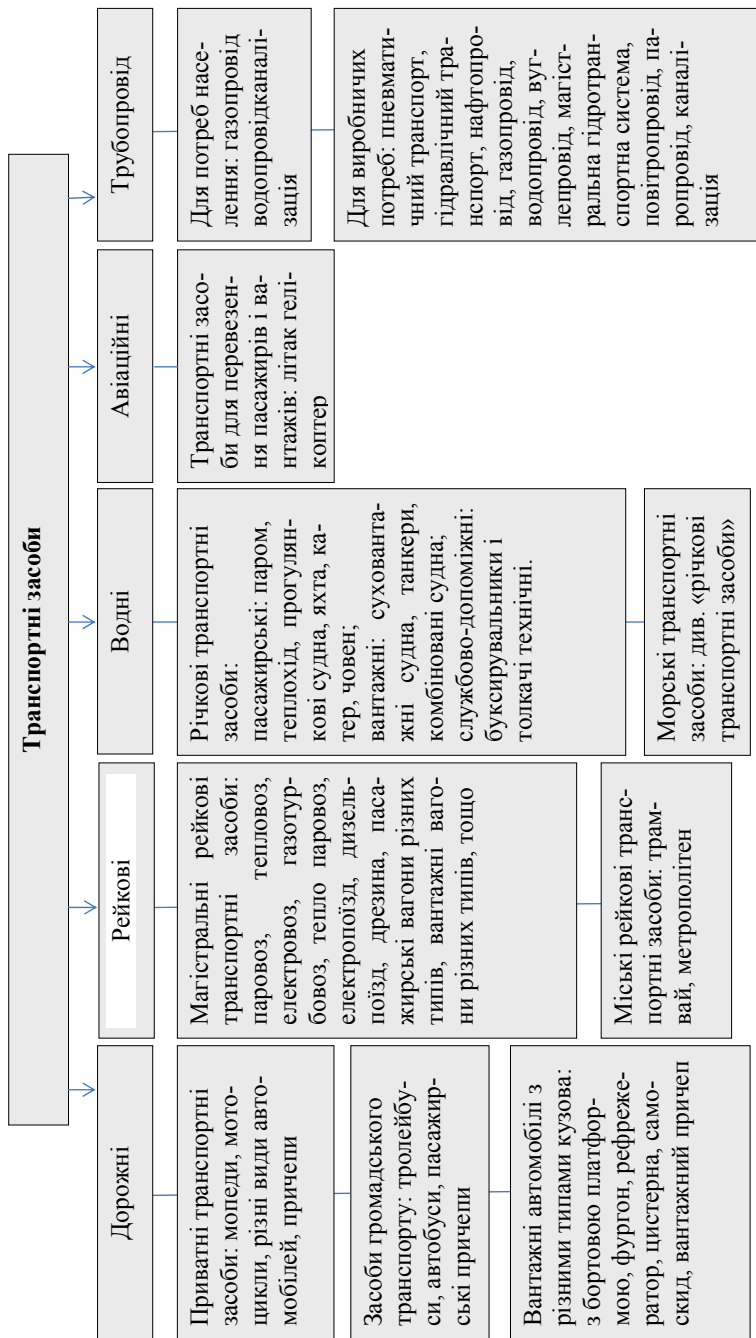 Транспортні засоби
Дорожні
Приватні транспортні
засоби: мопеди, мото-
цикли, різні види авто-
мобілей, причепи
Засоби громадського
транспорту: тролейбу-
си, автобуси, пасажир-
ські причепи
Вантажні автомобілі з
різними типами кузова:
з бортовою платфор-
мою, фургон, рефреже-
ратор, цистерна, само-
скид, вантажний причеп
Рейкові
Магістральні рейкові
транспортні засоби:
паровоз, тепловоз,
електровоз, газотур-
бовоз, тепло паровоз,
електропоїзд, дизель-
поїзд, дрезина, паса-
жирські вагони різних
типів, вантажні ваго-
ни різних типів, тощо
Міські рейкові транс-
портні засоби: трам-
вай, метрополітен
Водні
Річкові транспортні
засоби:
пасажирські: паром,
теплохід, прогулян-
кові судна, яхта, ка-
тер, човен;
вантажні: суховanta-
жні судна, танкери,
комбіновані судна;
службово-допоміжні:
буксирувальники і
толкачі технічні.
Морські транспортні
засоби: див. «річкові
транспортні засоби»
Авіаційні
Транспортні засо-
би для перевезен-
ня пасажирів і ва-
нтажів: літак гелі-
коптер
Трубопровід
Для потреб насе-
лення: газопровід
водопровідканалі-
зація
Для виробничих
потреб: пневмати-
чний транспорт,
гідравлічний тра-
нспорт, нафтопро-
від, газопровід,
водопровід, вуг-
лепровід, магіст-
ральна гідротран-
спортна система,
повітропровід, па-
ропровід, каналі-
зація